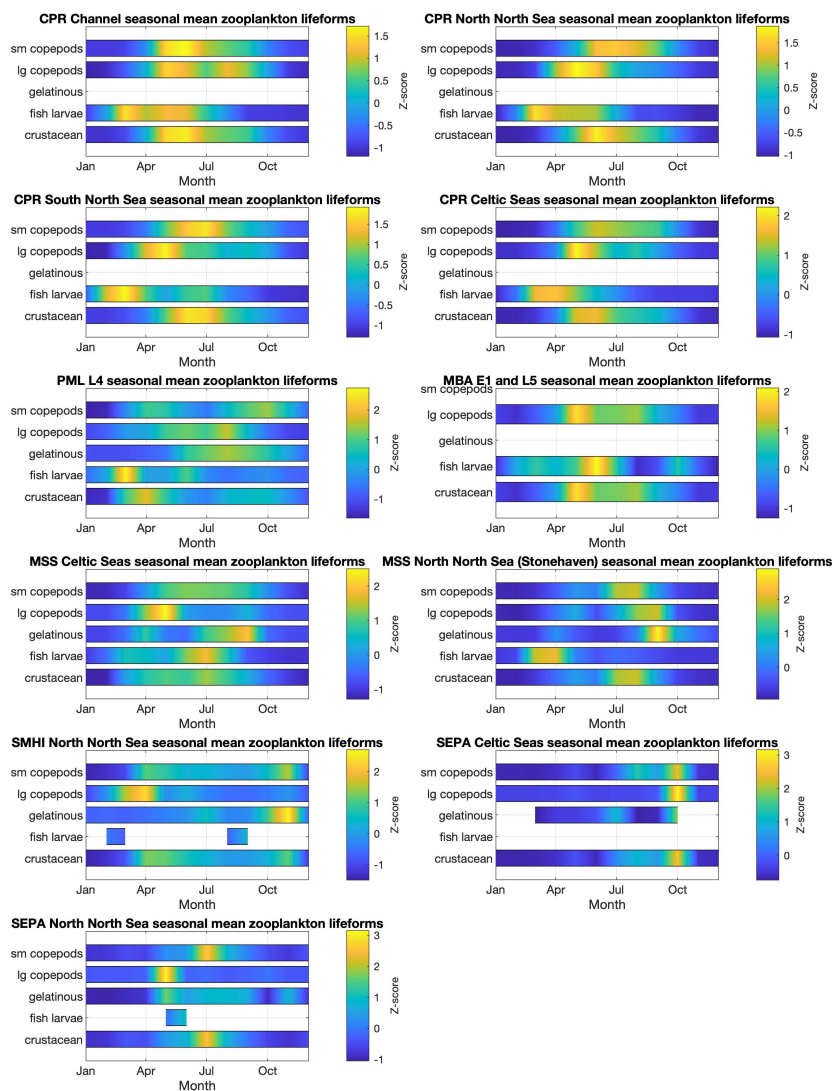 CPR Channel seasonal mean zooplankton lifeforms
sm copepods
lg copepods
gelatinous
fish larvae
crustacean
Jan Apr Jul Oct
Month
1.5
1
0.5
0
-0.5
-1
Z-score
CPR North North Sea seasonal mean zooplankton lifeforms
sm copepods
lg copepods
gelatinous
fish larvae
crustacean
Jan Apr Jul Oct
Month
1.5
1
0.5
0
-0.5
-1
Z-score
CPR South North Sea seasonal mean zooplankton lifeforms
sm copepods
lg copepods
gelatinous
fish larvae
crustacean
Jan Apr Jul Oct
Month
1.5
1
0.5
0
-0.5
-1
Z-score
CPR Celtic Seas seasonal mean zooplankton lifeforms
sm copepods
lg copepods
gelatinous
fish larvae
crustacean
Jan Apr Jul Oct
Month
2
1
0
-1
Z-score
PML L4 seasonal mean zooplankton lifeforms
sm copepods
lg copepods
gelatinous
fish larvae
crustacean
Jan Apr Jul Oct
Month
2
1
0
-1
Z-score
MBA E1 and L5 seasonal mean zooplankton lifeforms
sm copepods
lg copepods
gelatinous
fish larvae
crustacean
Jan Apr Jul Oct
Month
2
1
0
-1
Z-score
MSS Celtic Seas seasonal mean zooplankton lifeforms
sm copepods
lg copepods
gelatinous
fish larvae
crustacean
Jan Apr Jul Oct
Month
2
1
0
-1
Z-score
MSS North North Sea (Stonehaven) seasonal mean zooplankton lifeforms
sm copepods
lg copepods
gelatinous
fish larvae
crustacean
Jan Apr Jul Oct
Month
2
1
0
Z-score
SMHI North North Sea seasonal mean zooplankton lifeforms
sm copepods
lg copepods
gelatinous
fish larvae
crustacean
Jan Apr Jul Oct
Month
2
1
0
-1
Z-score
SEPA Celtic Seas seasonal mean zooplankton lifeforms
sm copepods
lg copepods
gelatinous
fish larvae
crustacean
Jan Apr Jul Oct
Month
3
2
1
0
Z-score
SEPA North North Sea seasonal mean zooplankton lifeforms
sm copepods
lg copepods
gelatinous
fish larvae
crustacean
Jan Apr Jul Oct
Month
3
2
1
0
-1
Z-score